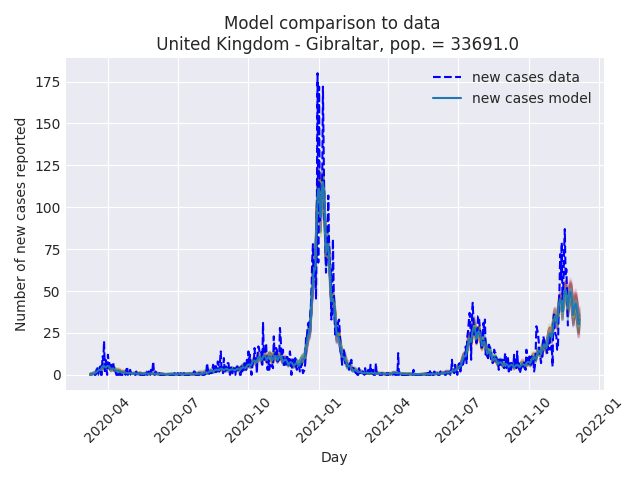 Model comparison to data
United Kingdom - Gibraltar, pop. = 33691.0
new cases data
new cases model
Number of new cases reported
175
150
125
100
75
50
25
0
2020-04
2020-07
2020-10
2021-01
2021-04
2021-07
2021-10
2022-01
Day